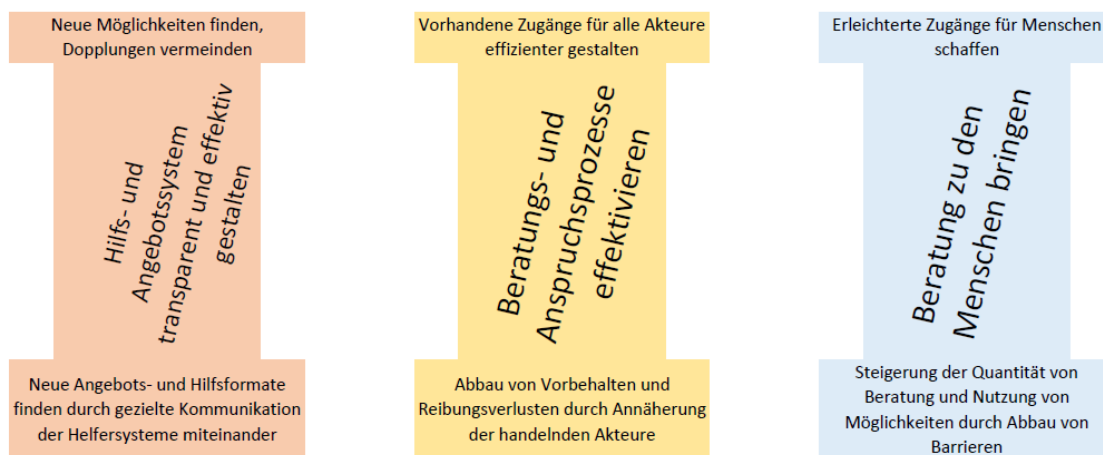 Neue Möglichkeiten finden,
Dopplungen vermeinden
Hilfs- und
Angebotssystem
transparent und effektiv
gestalten
Neue Angebots- und Hilfsformate
finden durch gezielte Kommunikation
der Helfersysteme miteinander
Vorhandene Zugänge für alle Akteure
effizienter gestalten
Beratungs- und
Anspruchsprozesse
effektivieren
Abbau von Vorbehalten und
Reibungsverlusten durch Annäherung
der handelnden Akteure
Erleichterte Zugänge für Menschen
schaffen
Beratung zu den
Menschen bringen
Steigerung der Quantität von
Beratung und Nutzung von
Möglichkeiten durch Abbau von
Barrieren